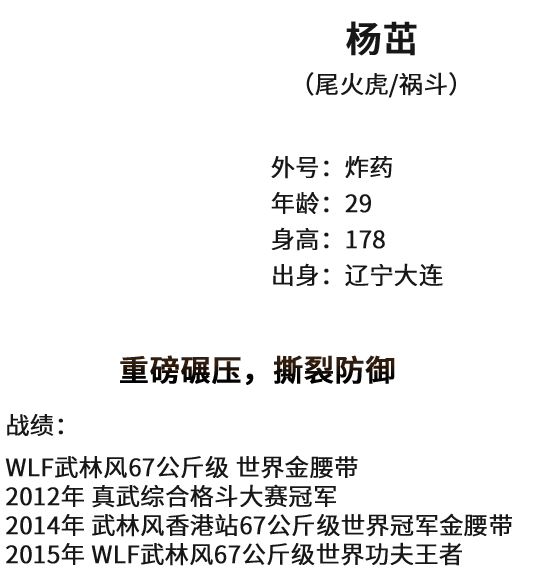 杨茁
（尾火虎/祸斗）
外号：炸药
年龄：29
身高：178
出身：辽宁大连
重磅碾压，撕裂防御
战绩：
WLF武林风67公斤级 世界金腰带
2012年 真武综合格斗大赛冠军
2014年 武林风香港站67公斤级世界冠军金腰带
2015年 WLF武林风67公斤级世界功夫王者